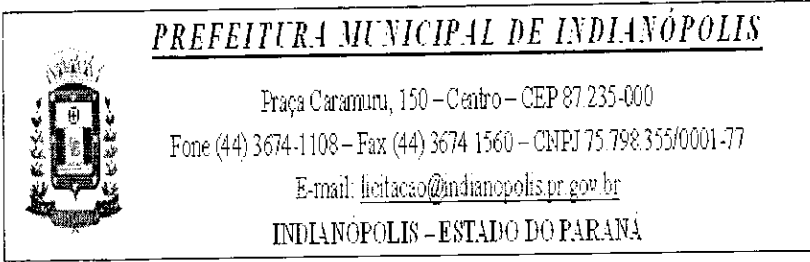 PREFEITURA MUNICIPAL DE INDIANÓPOLIS
Praça Caramuru, 150 – Centro – CEP 87.235-000
Fone (44) 3674-1108 – Fax (44) 3674 1560 – CNPJ 75.798.355/0001-77
E-mail: licitacao@indianopolis.pr.gov.br
INDIANÓPOLIS – ESTADO DO PARANÁ